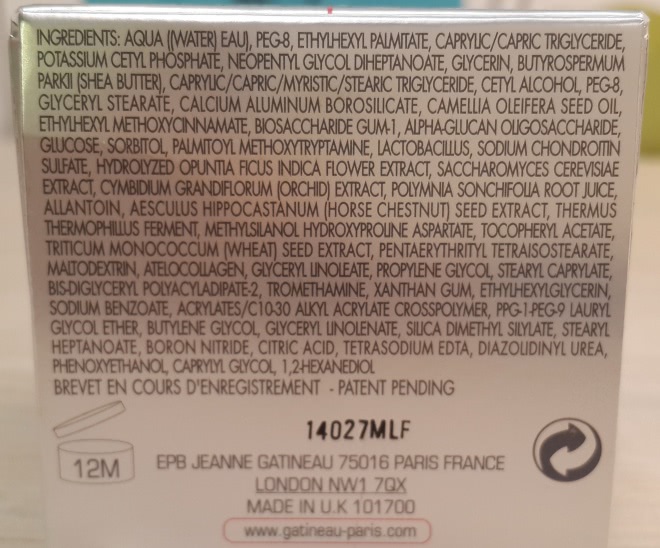 INGREDIENTS: AQUA ((WATER) EAU), PEG-8, ETHYLHEXYL PALMITATE, CAPRYLIC/CAPRIC TRIGLYCERIDE,
POTASSIUM CETYL PHOSPHATE, NEOPENTYL GLYCOL DIHEPTANOATE, GLYCERIN, BUTYROSPERMUM
PARKII (SHEA BUTTER), CAPRYLIC/CAPRIC/MYRISTIC/STEARIC TRIGLYCERIDE, CETYL ALCOHOL, PEG-8,
GLYCERYL STEARATE, CALCIUM ALUMINUM BOROSILICATE, CAMELLIA OLEIFERA SEED OIL,
ETHYLHEXYL METHOXYCINNAMATE, BIOSACCHARIDE GUM-1, ALPHA-GLUCAN OLIGOSACCHARIDE,
GLUCOSE, SORBITOL, PALMITOYL METHOXYTRYPTAMINE, LACTOBACILLUS, SODIUM CHONDROITIN
SULFATE, HYDROLYZED OPUNTIA FICUS INDICA FLOWER EXTRACT, SACCHAROMYCES CEREVISIAE
EXTRACT, CYMBIDIUM GRANDIFLORUM (ORCHID) EXTRACT, POLYMNIA SONCHIFOLIA ROOT JUICE,
ALLANTOIN, AESCULUS HIPPOCASTANUM (HORSE CHESTNUT) SEED EXTRACT, THERMUS
THERMOPHILLUS FERMENT, METHYLSILANOL HYDROXYPROLINE ASPARTATE, TOCOPHERYL ACETATE,
TRITICUM MONOCOCCUM (WHEAT) SEED EXTRACT, PENTAERYTHRITYL TETRAISOSTEARATE,
MALTODEXTRIN, ATELOCOLLAGEN, GLYCERYL LINOLEATE, PROPYLENE GLYCOL, STEARYL CAPRYLATE,
BIS-DIGLYCERYL POLYACYLADIPATE-2, TROMETHAMINE, XANTHAN GUM, ETHYLHEXYLGLYCERIN,
SODIUM BENZOATE, ACRYLATES/C10-30 ALKYL ACRYLATE CROSSPOLYMER, PPG-1-PEG-9 LAURYL
GLYCOL ETHER, BUTYLENE GLYCOL, GLYCERYL LINOLENATE, SILICA DIMETHYL SILYLATE, STEARYL
HEPTANOATE, BORON NITRIDE, CITRIC ACID, TETRASODIUM EDTA, DIAZOLIDINYL UREA,
PHENOXYETHANOL, CAPRYLYL GLYCOL, 1,2-HEXANEDIOL
BREVET EN COURS D'ENREGISTREMENT - PATENT PENDING
14027MLF
12M
EPB JEANNE GATINEAU 75016 PARIS FRANCE
LONDON NW1 7QX
MADE IN U.K 101700
www.gatineau-paris.com